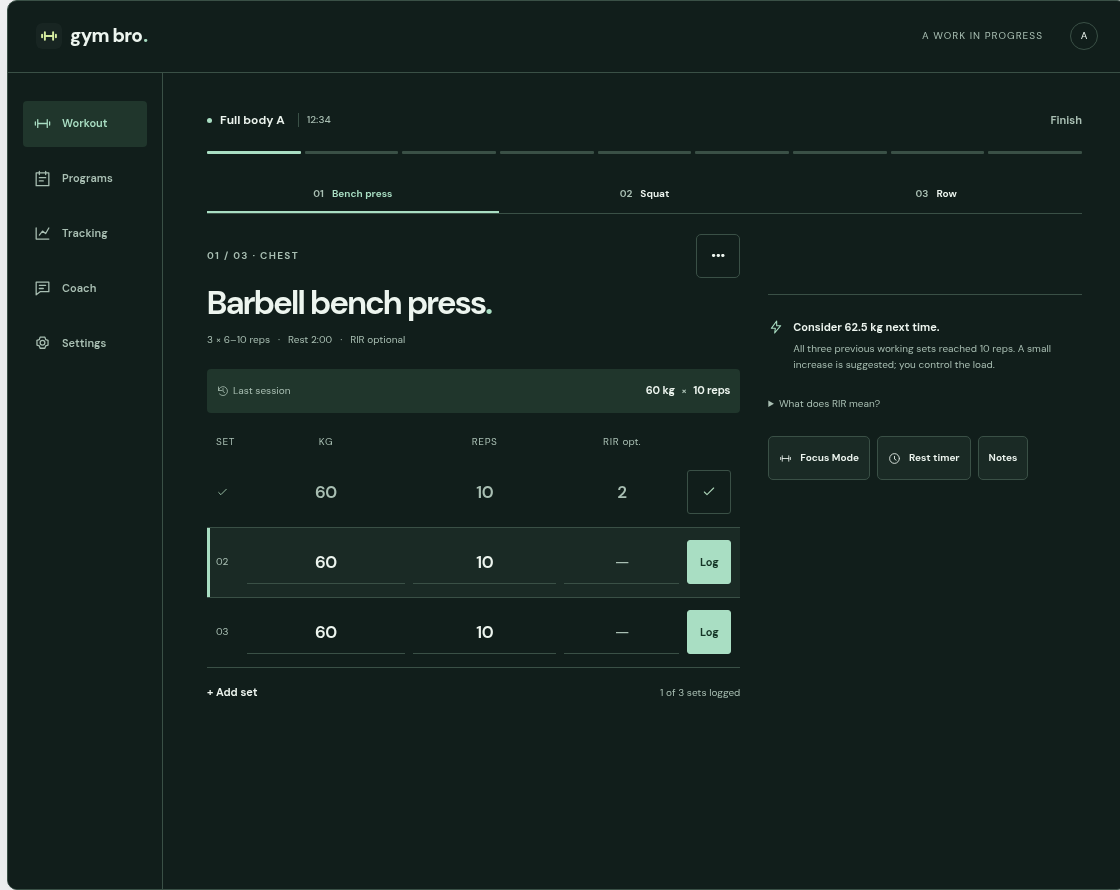 gym bro.
A WORK IN PROGRESS
A
Workout
Programs
Tracking
Coach
Settings
Full body A
12:34
Finish
01 Bench press
02 Squat
03 Row
01 / 03 · CHEST
•••
Barbell bench press.
3 × 6–10 reps · Rest 2:00 · RIR optional
Last session
60 kg × 10 reps
SET KG REPS RIR opt.
60 10 2
02 60 10 — Log
03 60 10 — Log
+ Add set
1 of 3 sets logged
Consider 62.5 kg next time.
All three previous working sets reached 10 reps. A small
increase is suggested; you control the load.
What does RIR mean?
Focus Mode
Rest timer
Notes